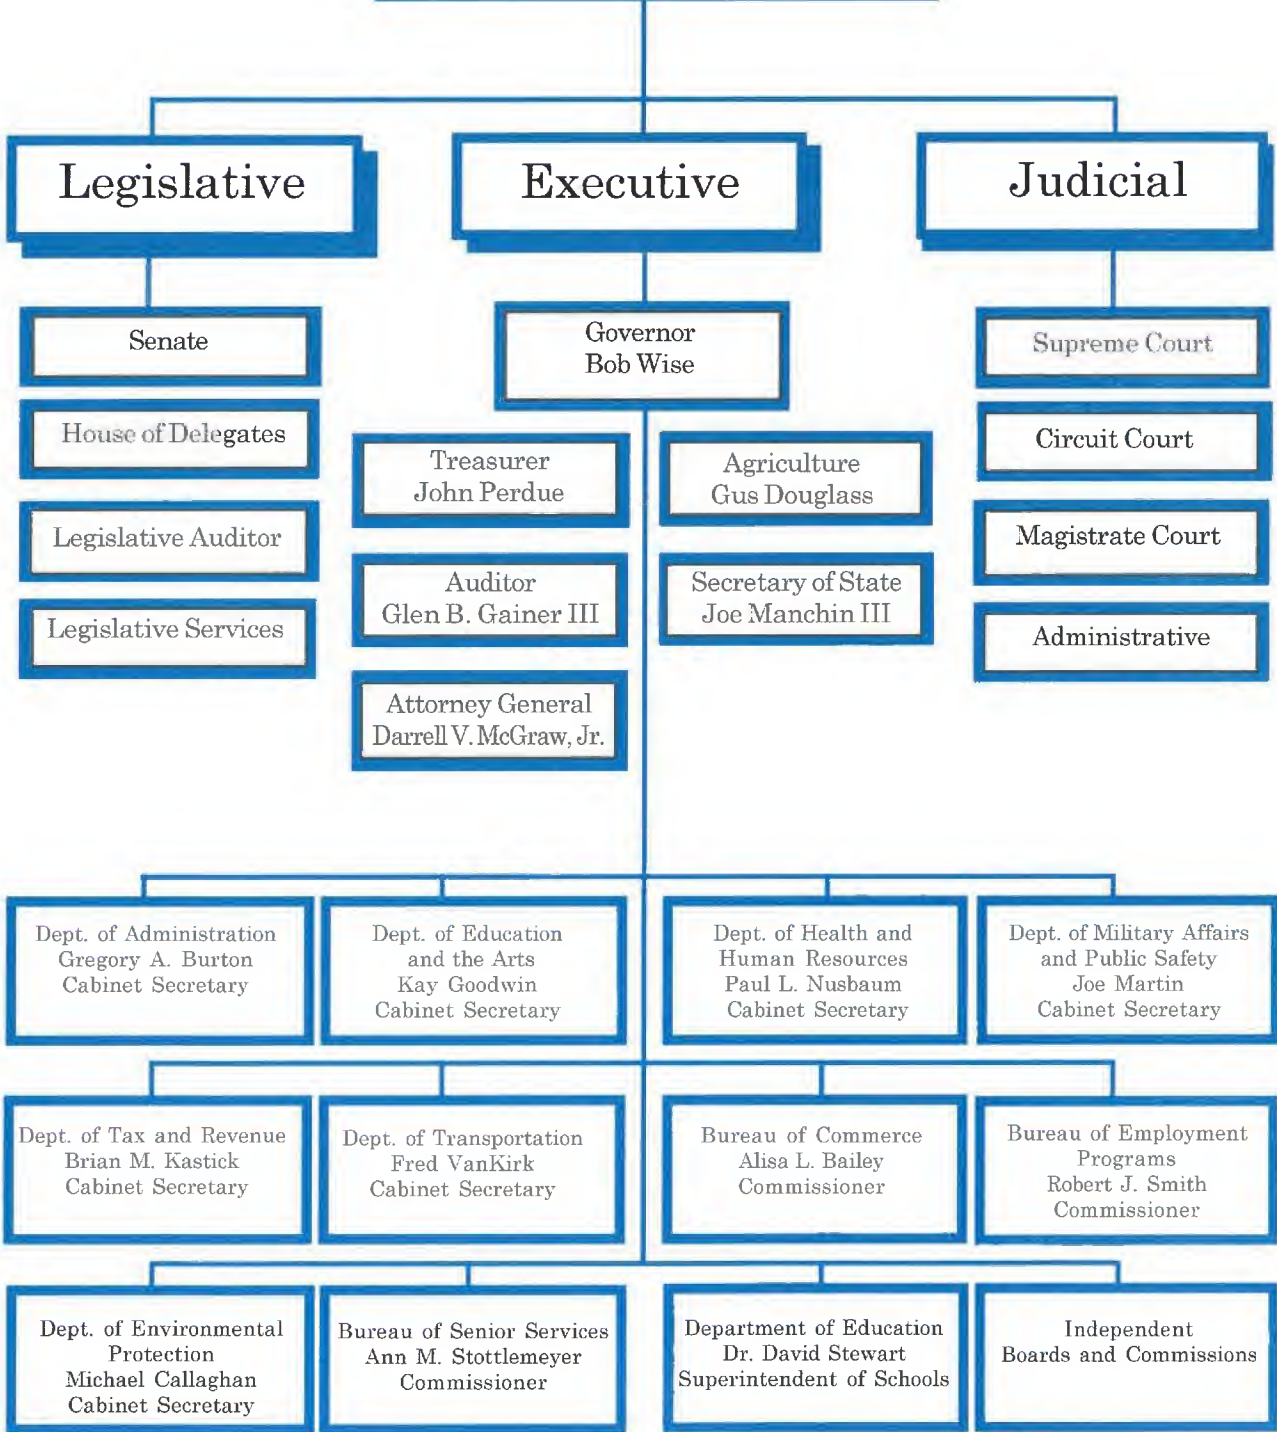 Legislative
Executive
Judicial
Senate
House of Delegates
Legislative Auditor
Legislative Services
Governor
Bob Wise
Treasurer
John Perdue
Agriculture
Gus Douglass
Auditor
Glen B. Gainer III
Secretary of State
Joe Manchin III
Attorney General
Darrell V. McGraw, Jr.
Supreme Court
Circuit Court
Magistrate Court
Administrative
Dept. of Administration
Gregory A. Burton
Cabinet Secretary
Dept. of Education
and the Arts
Kay Goodwin
Cabinet Secretary
Dept. of Health and
Human Resources
Paul L. Nusbaum
Cabinet Secretary
Dept. of Military Affairs
and Public Safety
Joe Martin
Cabinet Secretary
Dept. of Tax and Revenue
Brian M. Kastick
Cabinet Secretary
Dept. of Transportation
Fred VanKirk
Cabinet Secretary
Bureau of Commerce
Alisa L. Bailey
Commissioner
Bureau of Employment
Programs
Robert J. Smith
Commissioner
Dept. of Environmental
Protection
Michael Callaghan
Cabinet Secretary
Bureau of Senior Services
Ann M. Stottlemeyer
Commissioner
Department of Education
Dr. David Stewart
Superintendent of Schools
Independent
Boards and Commissions